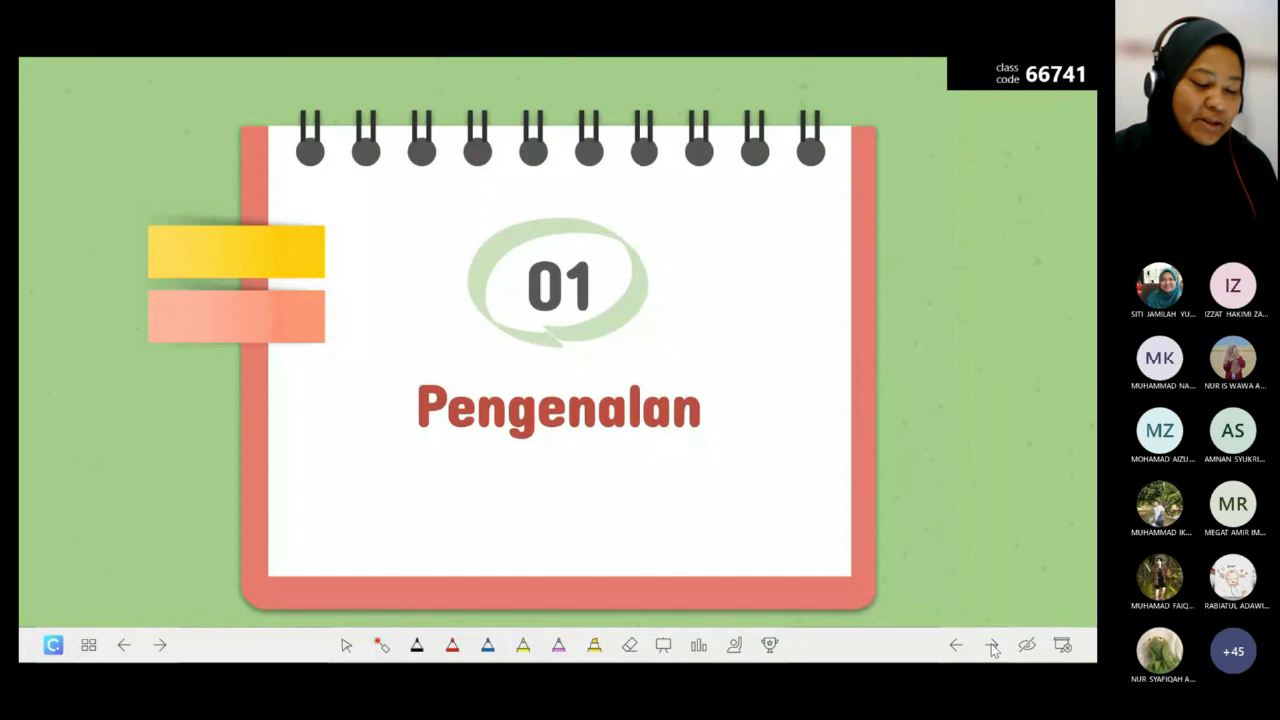 class
code 66741
01
Pengenalan
SITI JAMILAH YU...
IZ
IZZAT HAKIMI ZA...
MK
MUHAMMAD NA...
NUR IS WAWA A...
MZ
MOHAMAD AIZU...
AS
AMNAN SYUKRI...
MUHAMMAD IK...
MR
MEGAT AMIR IM...
MUHAMAD FAIQ...
RABIATUL ADAWI...
NUR SYAFIQAH A...
+45
C